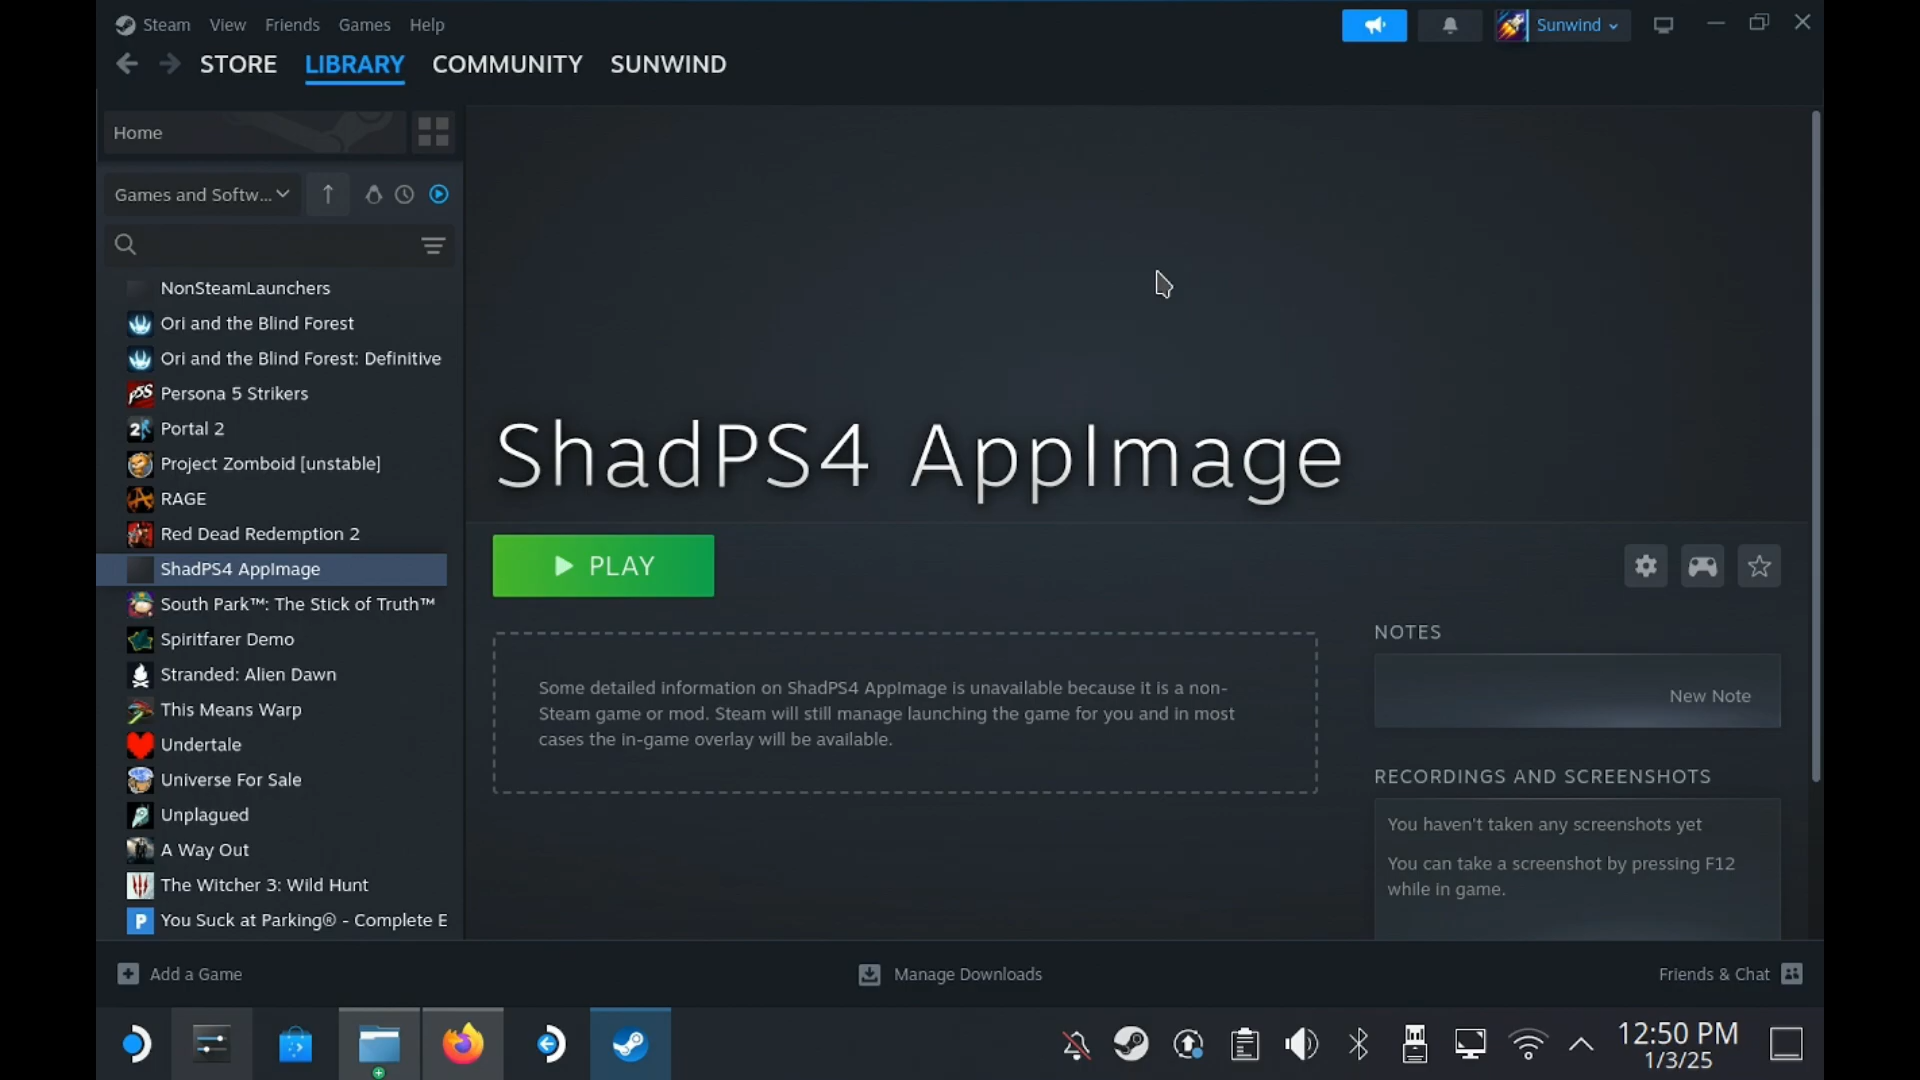 Steam View Friends Games Help
Sunwind
STORE LIBRARY COMMUNITY SUNWIND
Home
Games and Softw...
NonSteamLaunchers
Ori and the Blind Forest
Ori and the Blind Forest: Definitive
Persona 5 Strikers
Portal 2
Project Zomboid [unstable]
RAGE
Red Dead Redemption 2
ShadPS4 AppImage
South Park™: The Stick of Truth™
Spiritfarer Demo
Stranded: Alien Dawn
This Means Warp
Undertale
Universe For Sale
Unplagued
A Way Out
The Witcher 3: Wild Hunt
P You Suck at Parking® - Complete E
ShadPS4 AppImage
PLAY
Some detailed information on ShadPS4 AppImage is unavailable because it is a non-
Steam game or mod. Steam will still manage launching the game for you and in most
cases the in-game overlay will be available.
NOTES
New Note
RECORDINGS AND SCREENSHOTS
You haven't taken any screenshots yet
You can take a screenshot by pressing F12
while in game.
Add a Game
Manage Downloads
Friends & Chat
12:50 PM
1/3/25